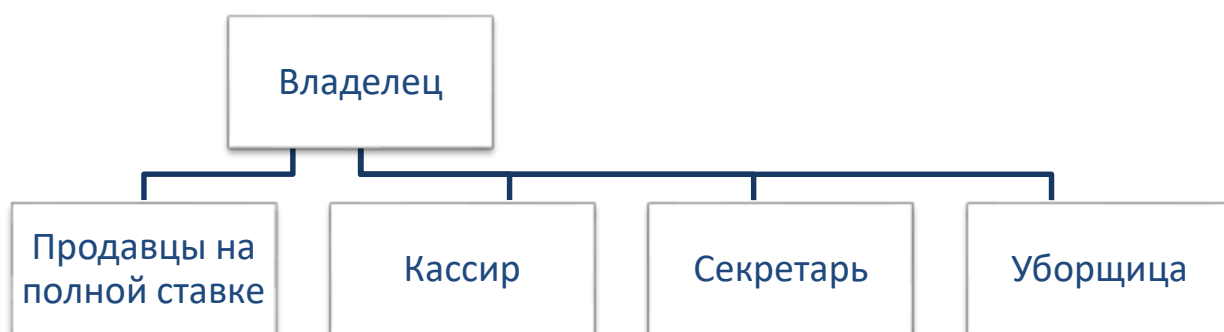 Владелец
Продавцы на
полной ставке
Кассир
Секретарь
Уборщица